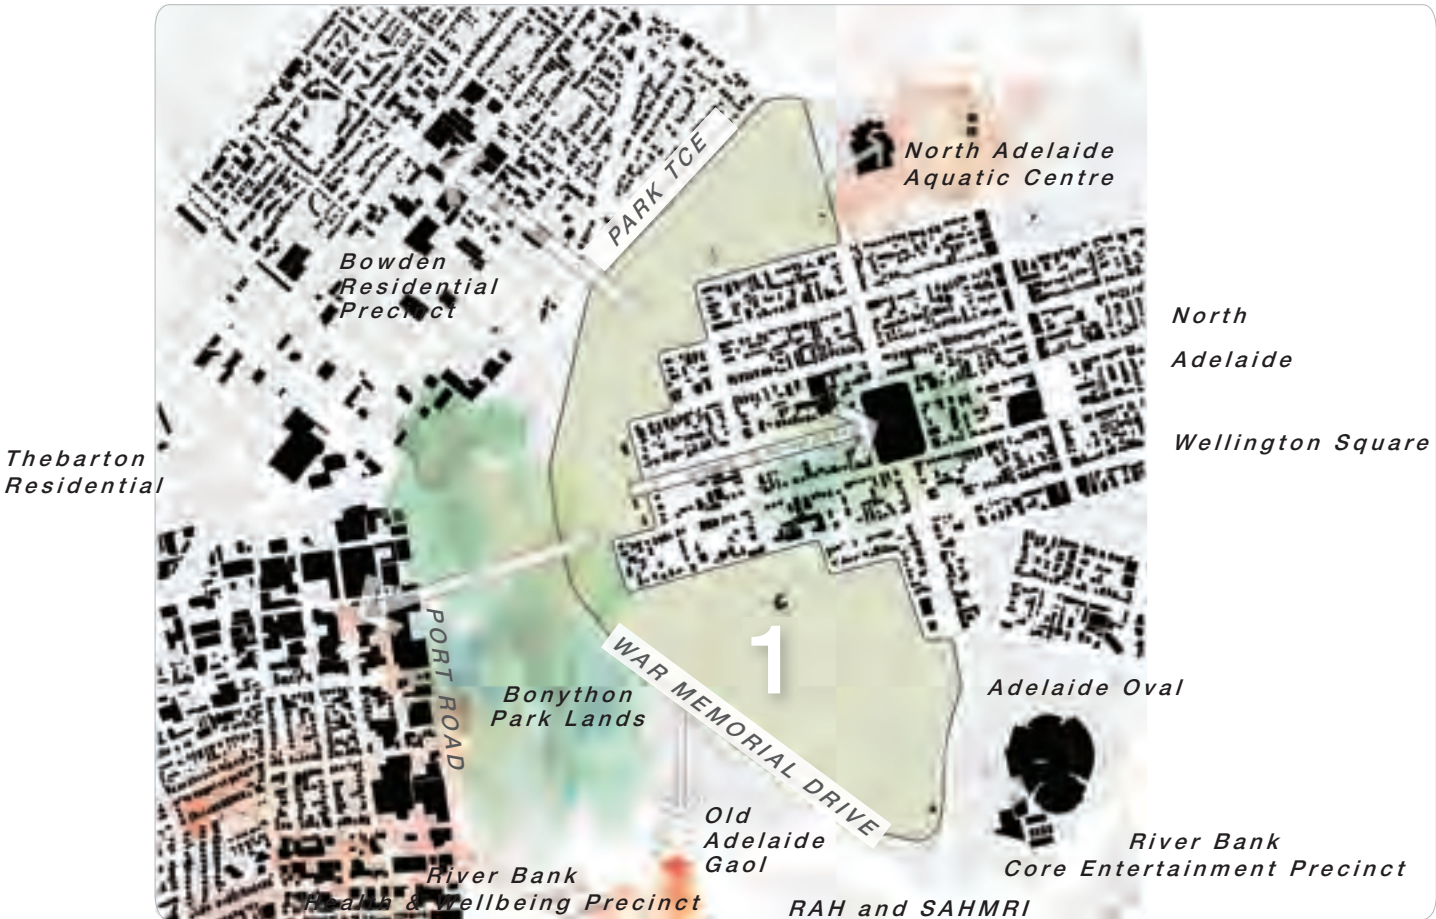 PARK TCE
North Adelaide
Aquatic Centre
Bowden
Residential
Precinct
North
Adelaide
Wellington Square
Thebarton
Residential
PORT ROAD
1
WAR MEMORIAL DRIVE
Bonython
Park Lands
Adelaide Oval
Old
Adelaide
Gaol
River Bank
Core Entertainment Precinct
River Bank
Health & Wellbeing Precinct
RAH and SAHMRI